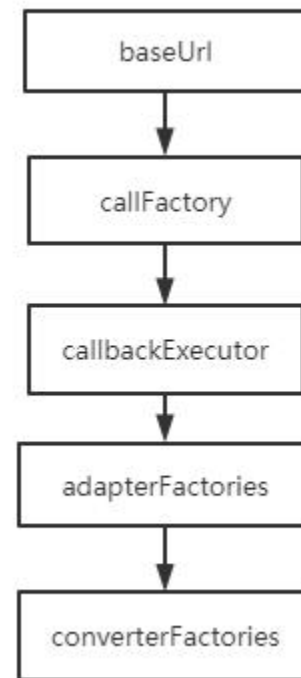 baseUrl
callFactory
callbackExecutor
adapterFactories
converterFactories